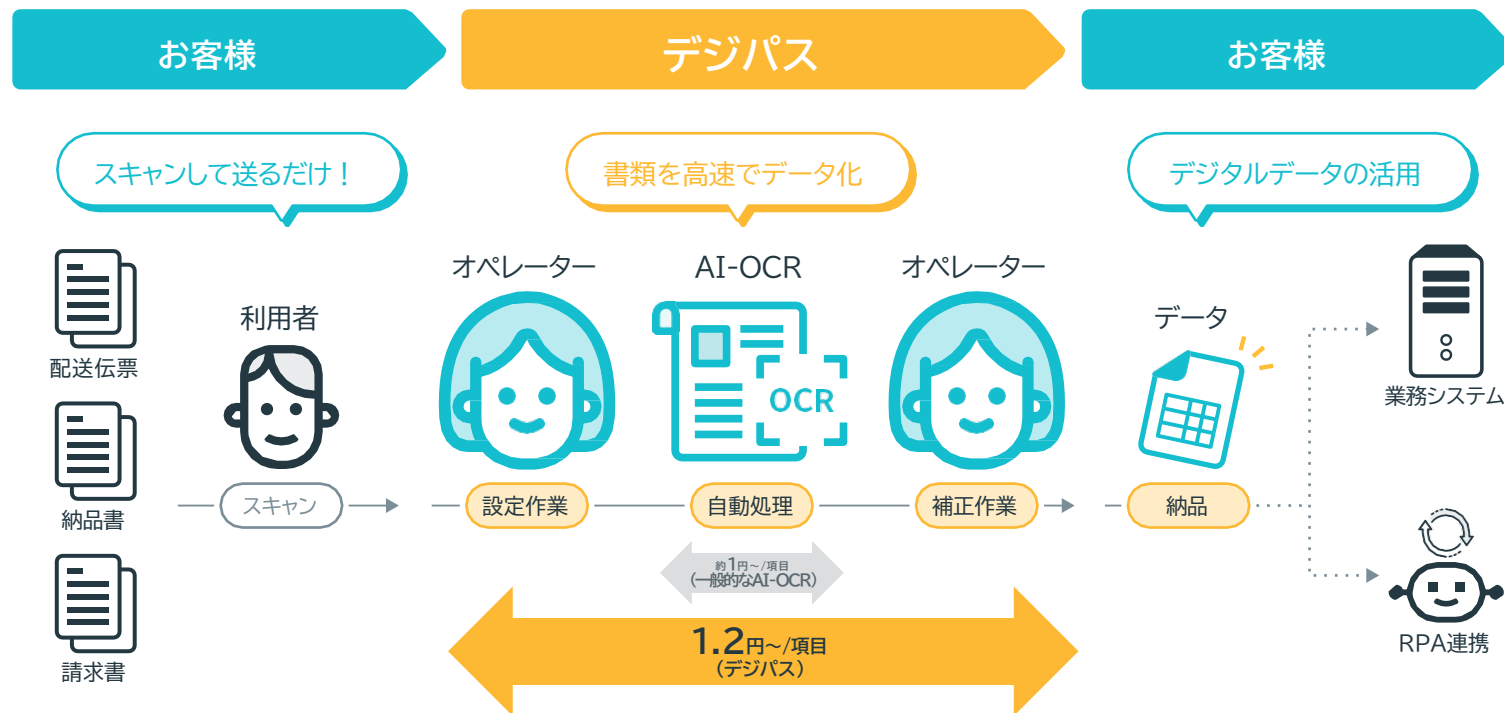 お客様
デジパス
お客様
スキャンして送るだけ！
書類を高速でデータ化
デジタルデータの活用
配送伝票
納品書
請求書
利用者
スキャン
オペレーター
設定作業
AI-OCR
OCR
自動処理
オペレーター
補正作業
データ
納品
業務システム
RPA連携
約1円～/項目
（一般的なAI-OCR）
1.2円～/項目
（デジパス）